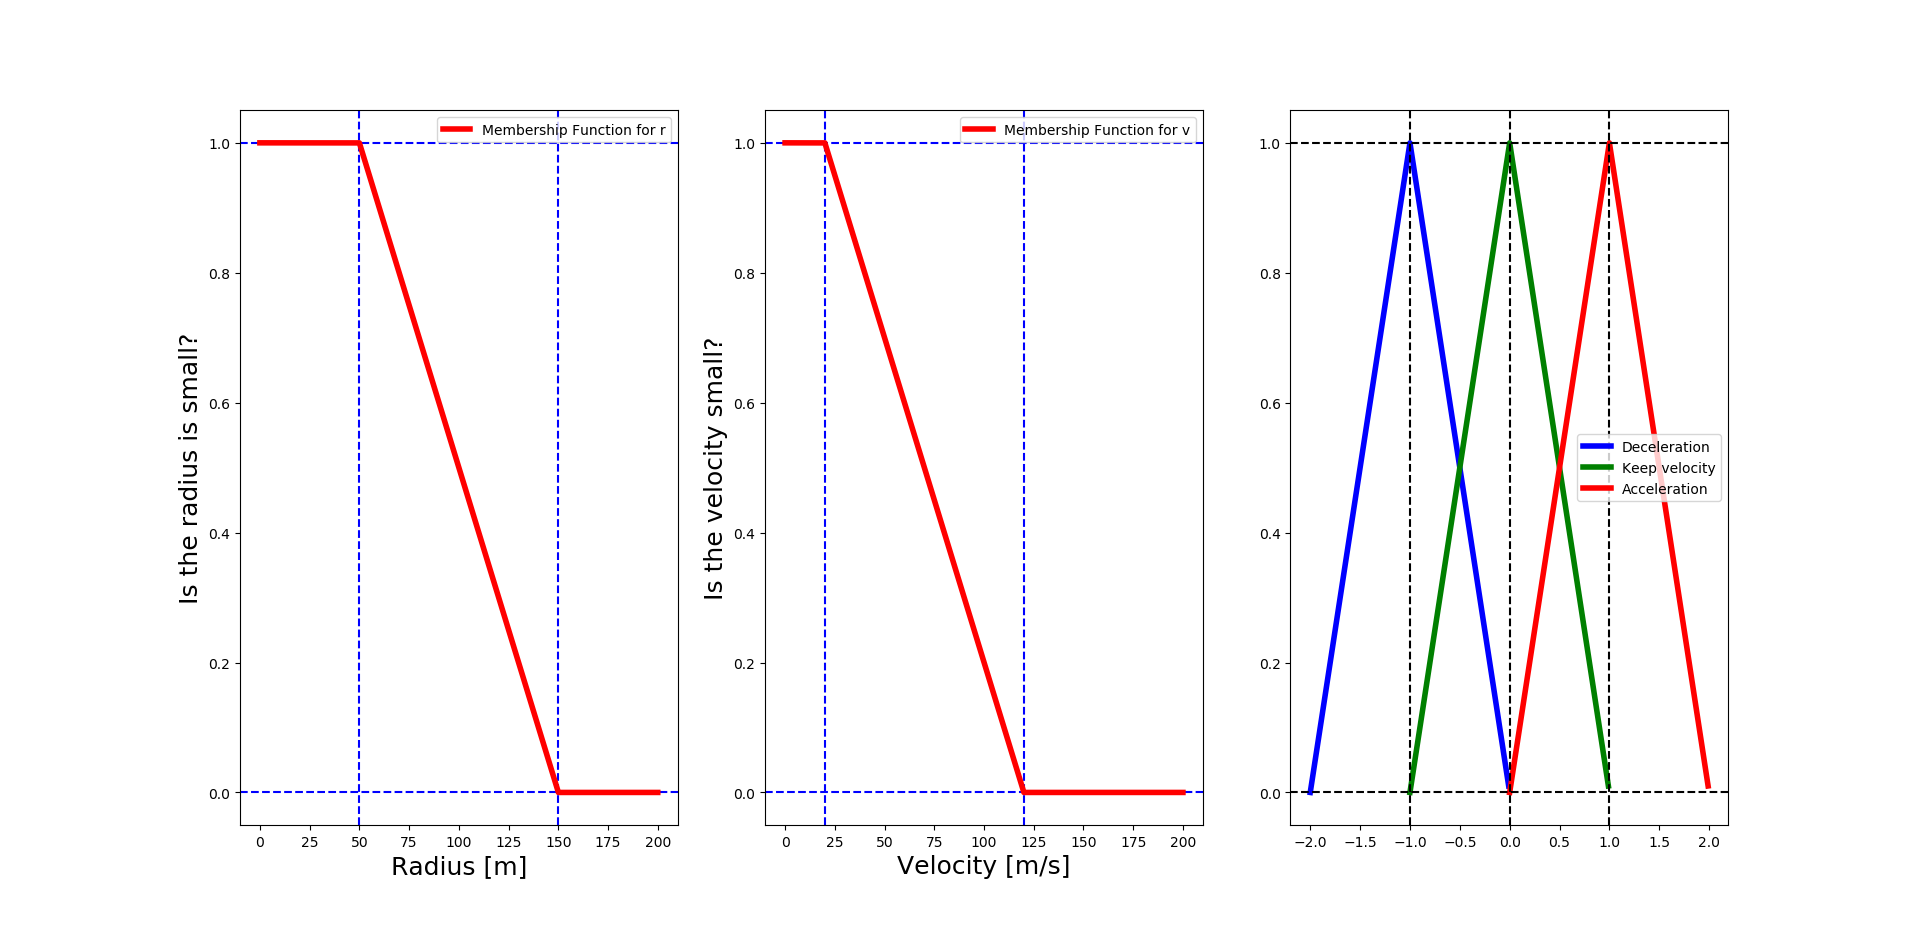 Is the radius is small?
1.0
0.8
0.6
0.4
0.2
0.0
Membership Function for r
0 25 50 75 100 125 150 175 200
Radius [m]
Is the velocity small?
1.0
0.8
0.6
0.4
0.2
0.0
Membership Function for v
0 25 50 75 100 125 150 175 200
Velocity [m/s]
1.0
0.8
0.6
0.4
0.2
0.0
Deceleration
Keep velocity
Acceleration
−2.0 −1.5 −1.0 −0.5 0.0 0.5 1.0 1.5 2.0